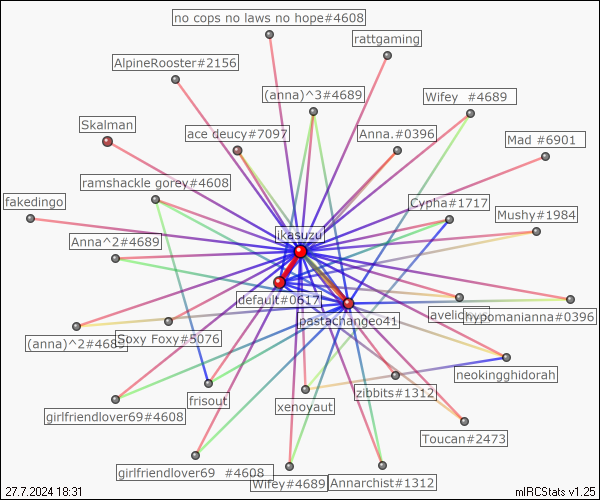 no cops no laws no hope#4608
rattgaming
AlpineRooster#2156
(anna)^3#4689
Wifey #4689
Skalman
ace deucy#7097
Anna.#0396
Mad #6901
ramshackle gorey#4608
fakedingo
Cypha#1717
Mushy#1984
ikasuzu
Anna^2#4689
default#0617
pastachange041
hypomanianna#0396
(anna)^2#4689
Soxy Foxy#5076
neokingghidorah
zibbits#1312
frisout
xenoyaut
girlfriendlover69#4608
Toucan#2473
girlfriendlover69 #4608
Wifey#4689
Annarchist#1312
27.7.2024 18:31
mIRCStats v1.25